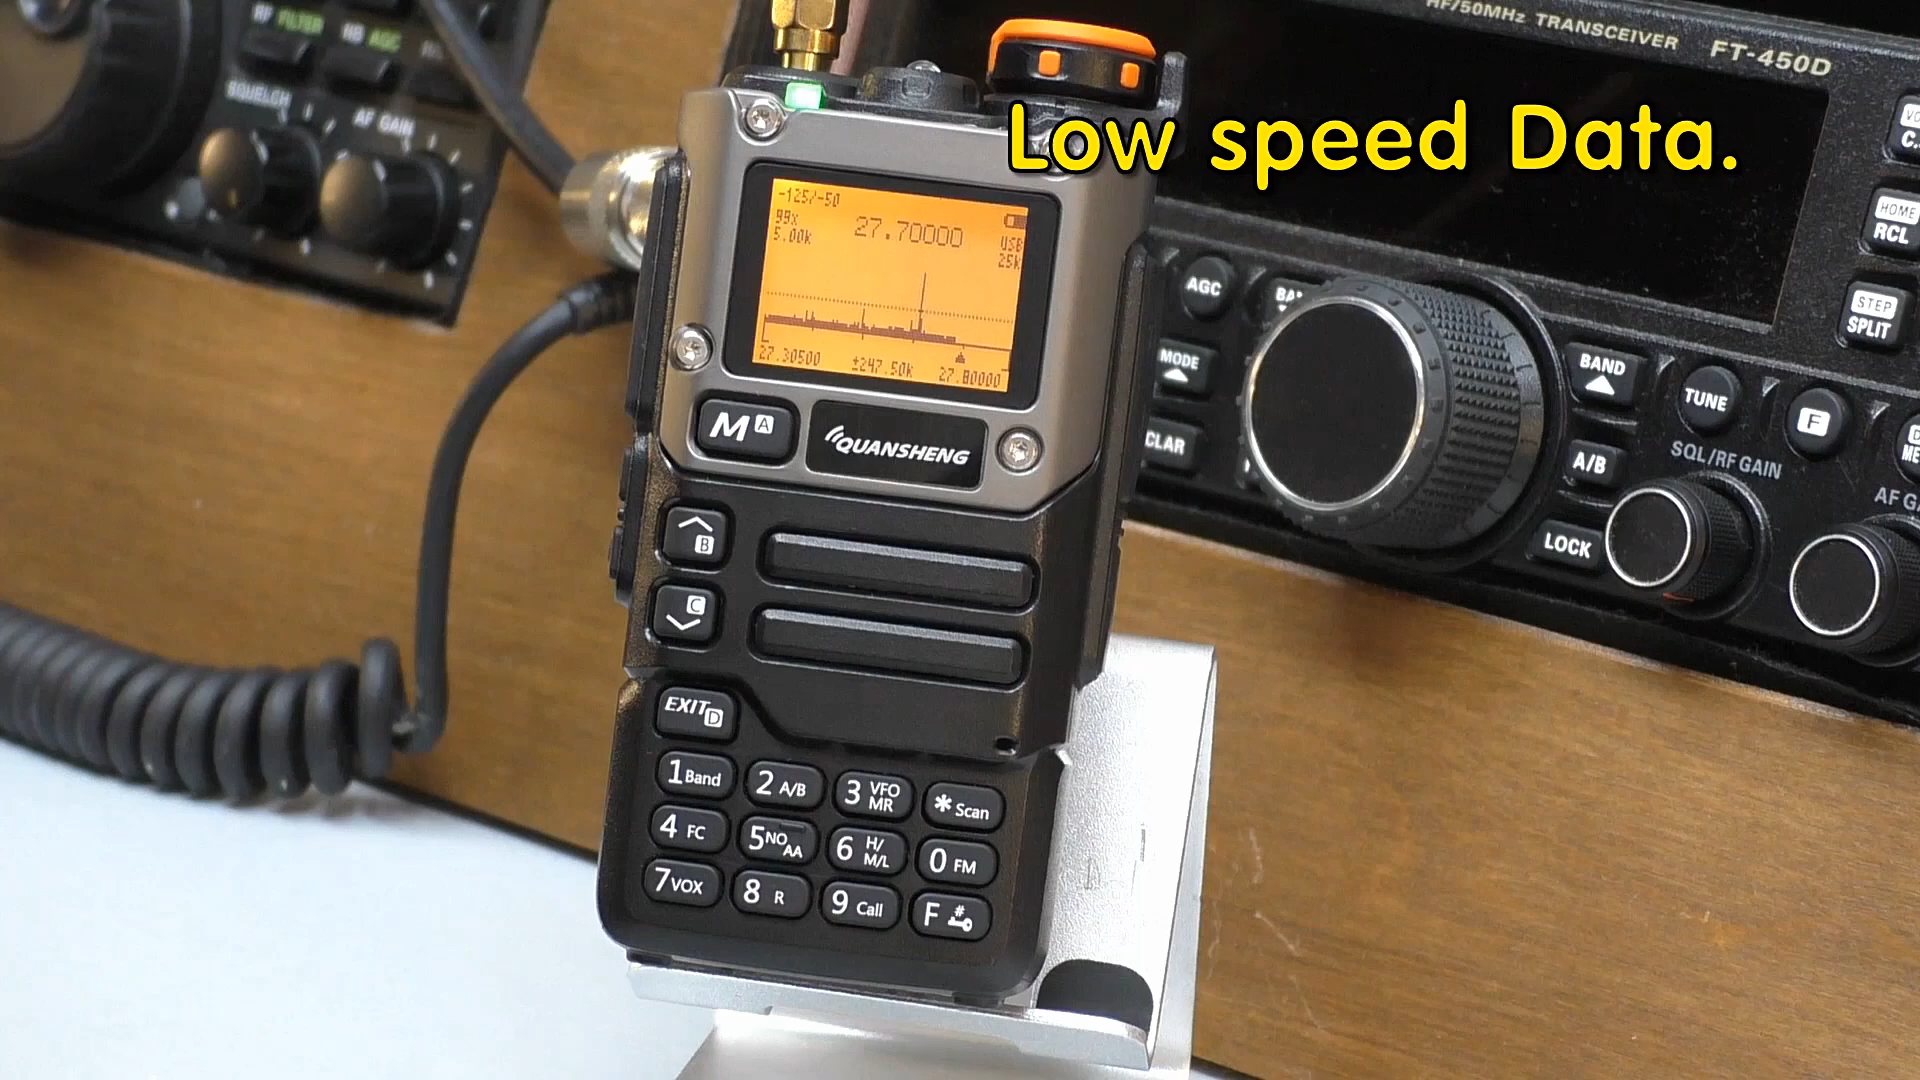 HF/50MHz TRANSCEIVER FT-450D
RF FILTER
NB AGC
SQUELCH
AF GAIN
Low speed Data.
-125/-50
99x
5.00k
27.70000
USB
25k
27.30500 ±247.50k 27.80000
M A
QUANSHENG
B
C
EXIT D
1 Band 2 A/B 3 VFO MR * Scan
4 FC 5 NO AA 6 H/M/L 0 FM
7 VOX 8 R 9 Call F #
AGC
MODE
CLAR
BAND
TUNE
F
A/B
SQL/RF GAIN
LOCK
HOME
RCL
STEP
SPLIT